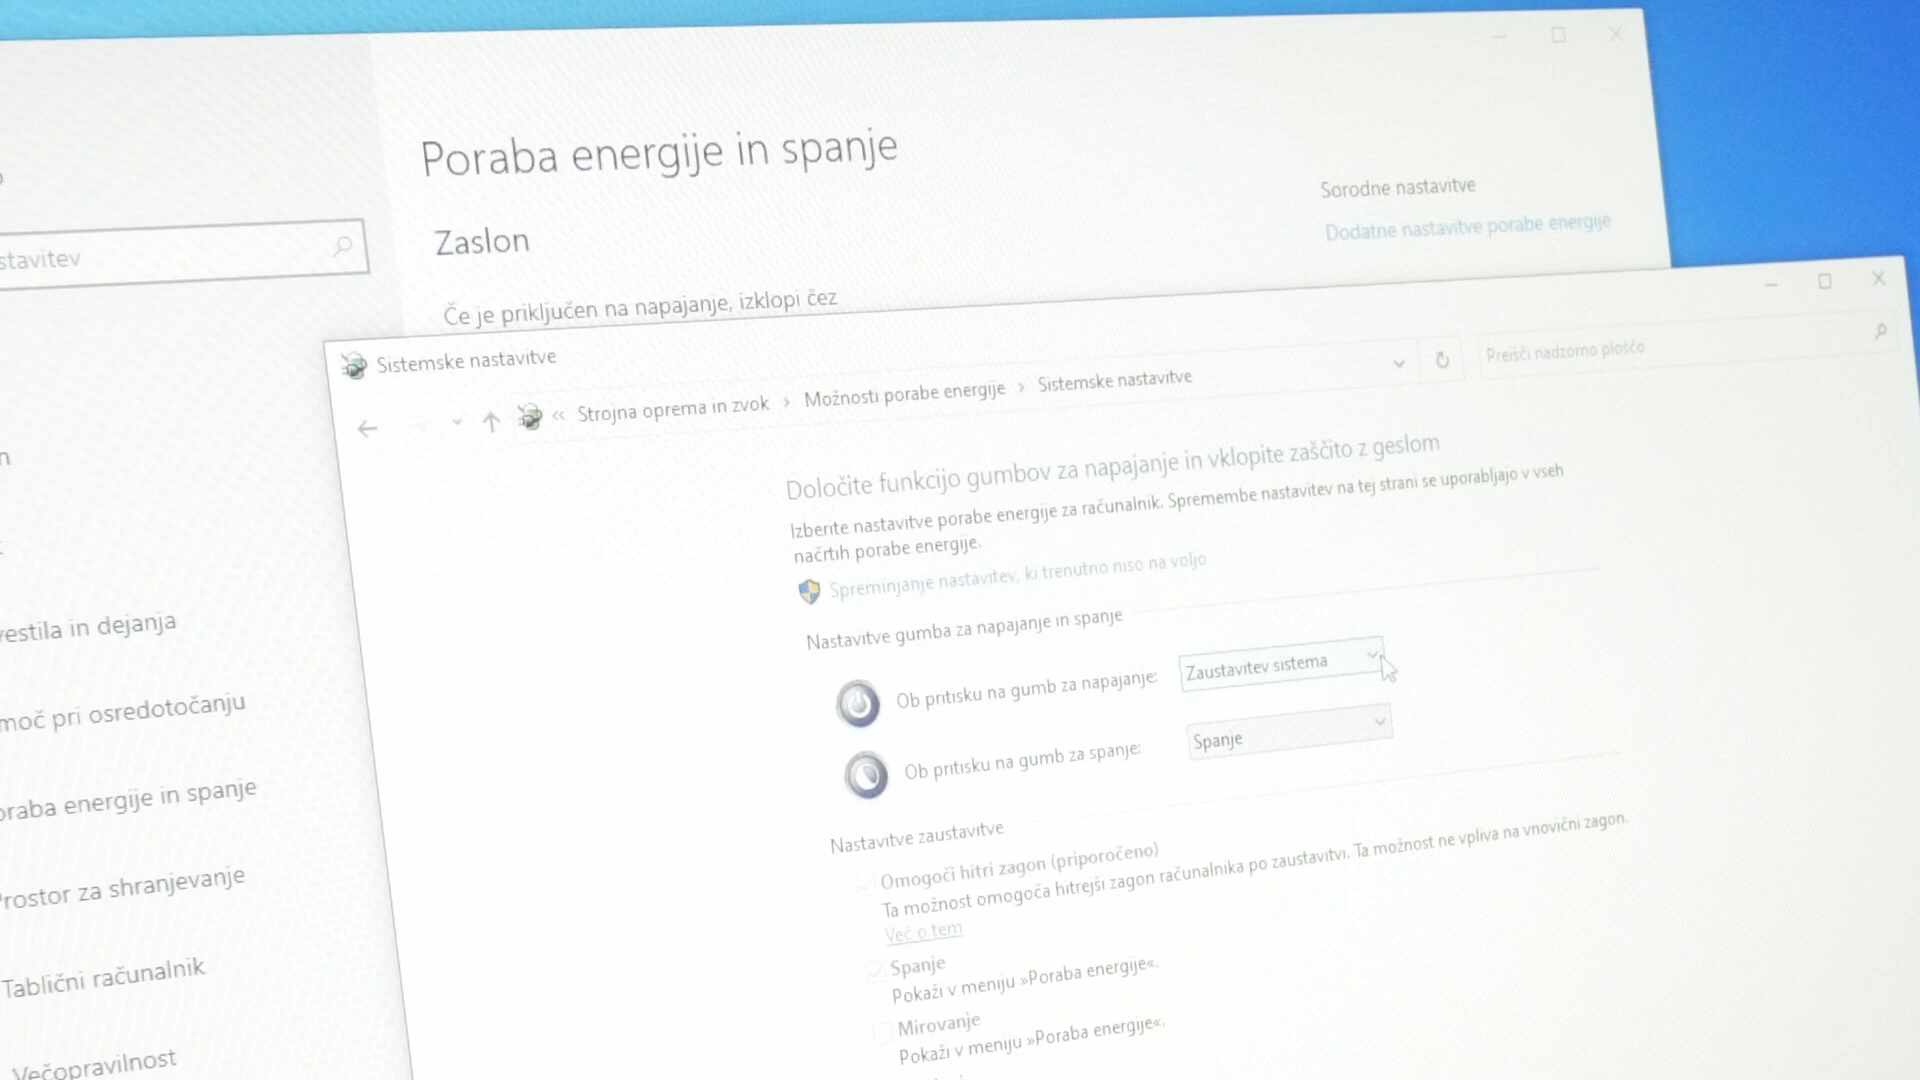 Poraba energije in spanje
Zaslon
Če je priključen na napajanje, izklopi čez
Sorodne nastavitve
Dodatne nastavitve porabe energije
Sistemske nastavitve
« Strojna oprema in zvok › Možnosti porabe energije › Sistemske nastavitve
Preišči nadzorno ploščo
Določite funkcijo gumbov za napajanje in vklopite zaščito z geslom
Izberite nastavitve porabe energije za računalnik. Spremembe nastavitev na tej strani se uporabljajo v vseh
načrtih porabe energije.
Spreminjanje nastavitev, ki trenutno niso na voljo
Nastavitve gumba za napajanje in spanje
Ob pritisku na gumb za napajanje: Zaustavitev sistema
Ob pritisku na gumb za spanje: Spanje
Nastavitve zaustavitve
Omogoči hitri zagon (priporočeno)
Ta možnost omogoča hitrejši zagon računalnika po zaustavitvi. Ta možnost ne vpliva na vnovični zagon.
Več o tem
Spanje
Pokaži v meniju »Poraba energije«.
Mirovanje
Pokaži v meniju »Poraba energije«.
stavitev
vestila in dejanja
moč pri osredotočanju
oraba energije in spanje
Prostor za shranjevanje
Tablični računalnik
Večopravilnost